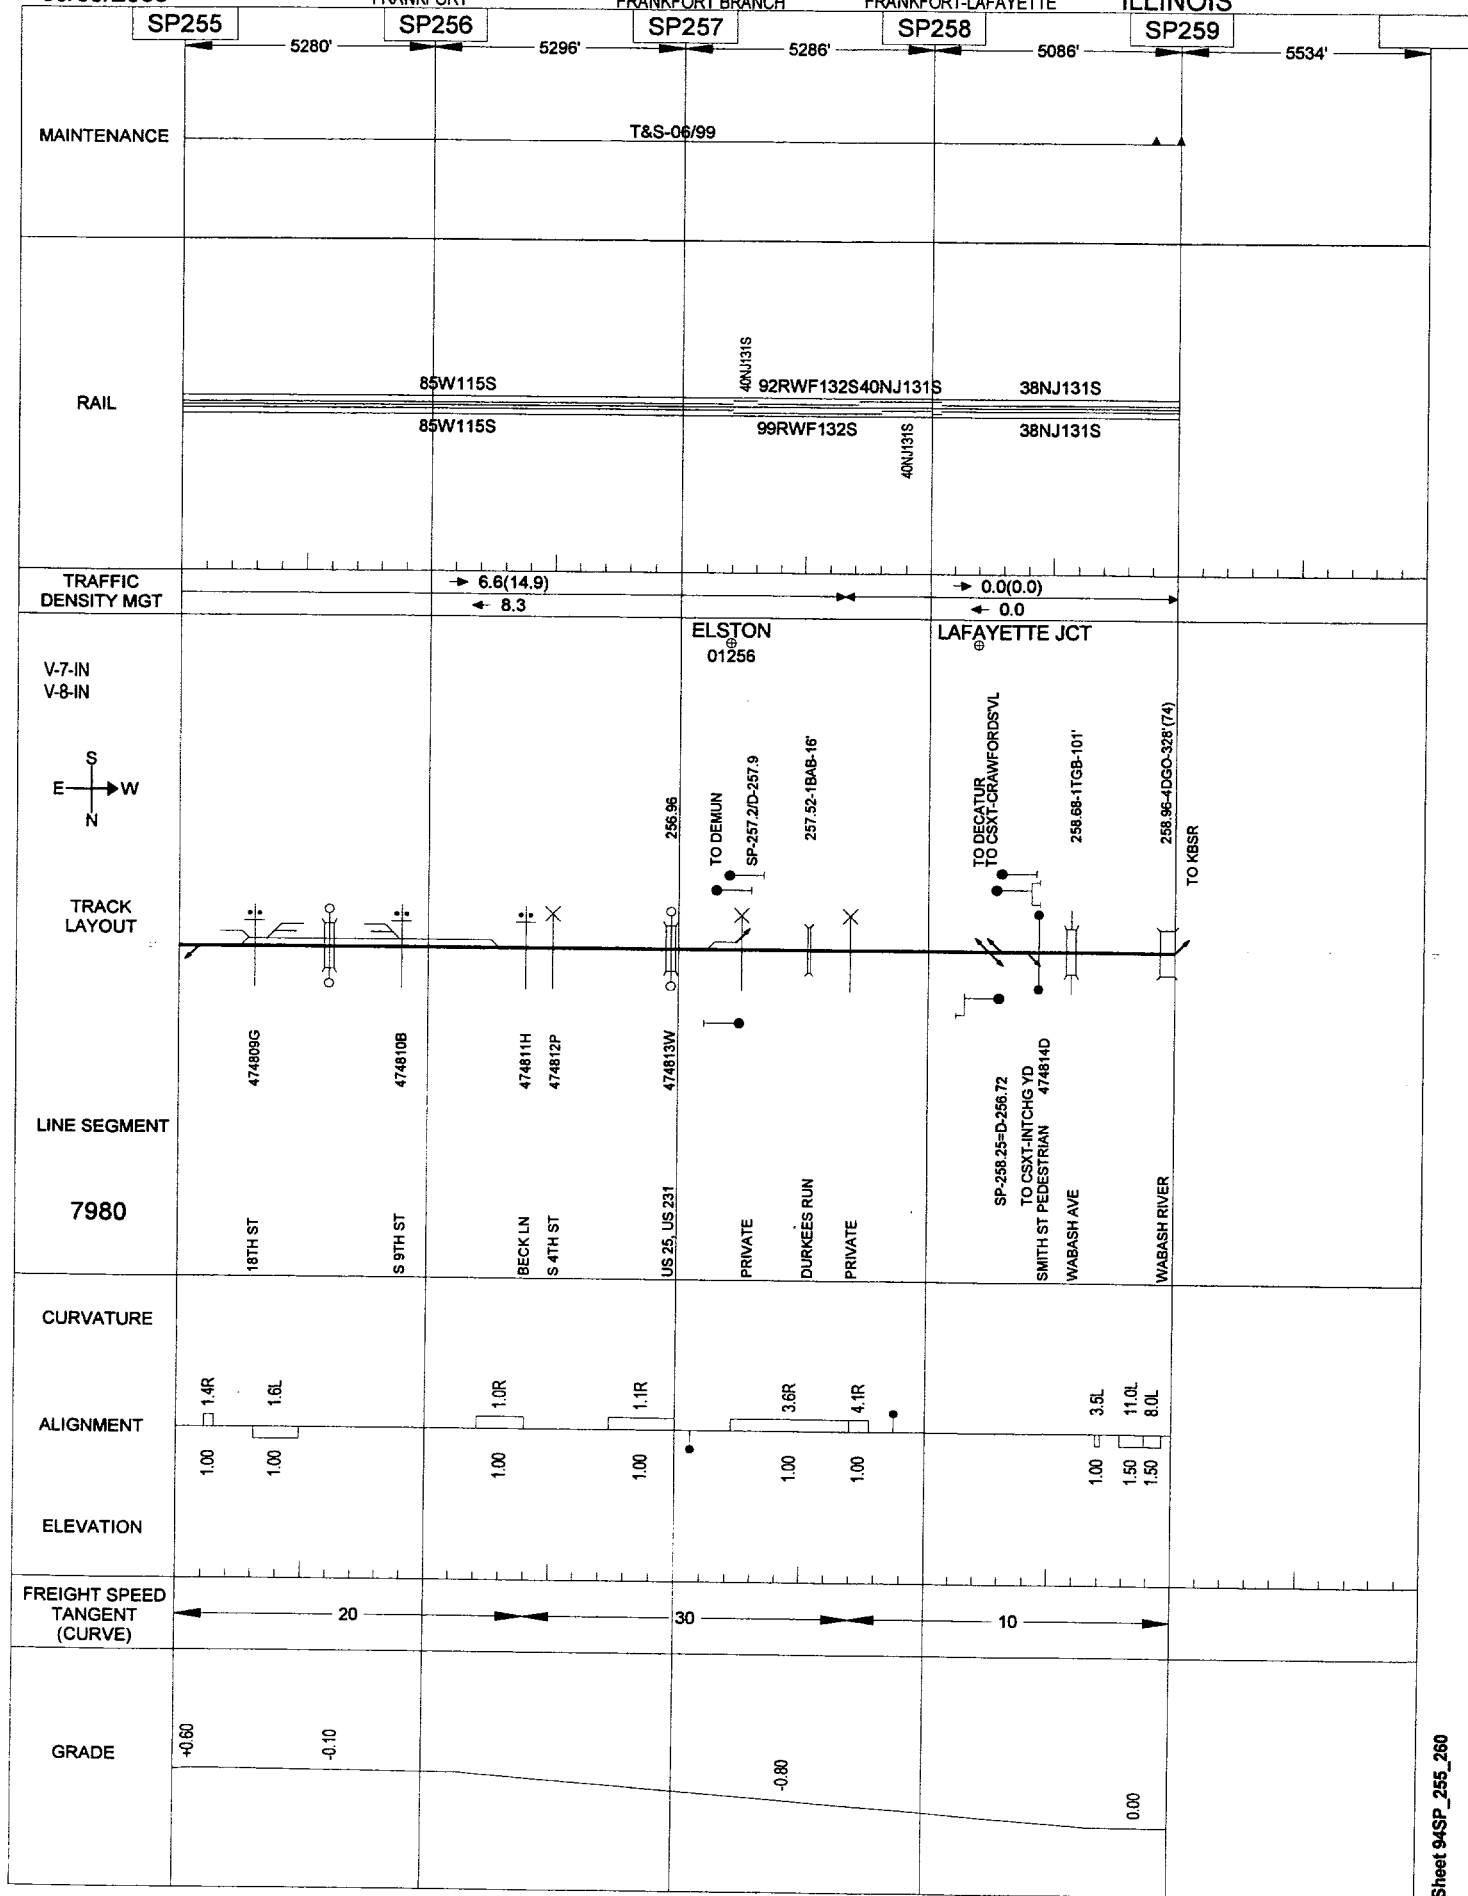 FRANKFORT
FRANKFORT BRANCH
FRANKFORT-LAFAYETTE
ILLINOIS
SP255
SP256
SP257
SP258
SP259
5280'
5296'
5286'
5086'
5534'
MAINTENANCE
T&S-06/99
RAIL
85W115S
40NJ131S
92RWF132S40NJ131S
38NJ131S
85W115S
99RWF132S
40NJ131S
38NJ131S
TRAFFIC
DENSITY MGT
6.6(14.9)
8.3
0.0(0.0)
0.0
ELSTON
01256
LAFAYETTE JCT
V-7-IN
V-8-IN
S
E
W
N
256.96
TO DEMUN
SP-257.2/D-257.9
257.52-1BAB-16'
TO DECATUR
TO CSXT-CRAWFORDS'VL
258.68-1TGB-101'
258.96-4DGO-328'(74)
TO KBSR
TRACK
LAYOUT
474809G
474810B
474811H
474812P
474813W
SP-258.25=D-256.72
TO CSXT-INTCHG YD
474814D
LINE SEGMENT
7980
18TH ST
S 9TH ST
BECK LN
S 4TH ST
US 25, US 231
PRIVATE
DURKEES RUN
PRIVATE
SMITH ST PEDESTRIAN
WABASH AVE
WABASH RIVER
CURVATURE
1.4R
1.6L
1.0R
1.1R
3.6R
4.1R
3.5L
11.0L
8.0L
ALIGNMENT
1.00
1.00
1.00
1.00
1.00
1.00
1.00
1.50
1.50
ELEVATION
FREIGHT SPEED
TANGENT
(CURVE)
20
30
10
GRADE
+0.60
-0.10
-0.80
0.00
Sheet 94SP_255_260